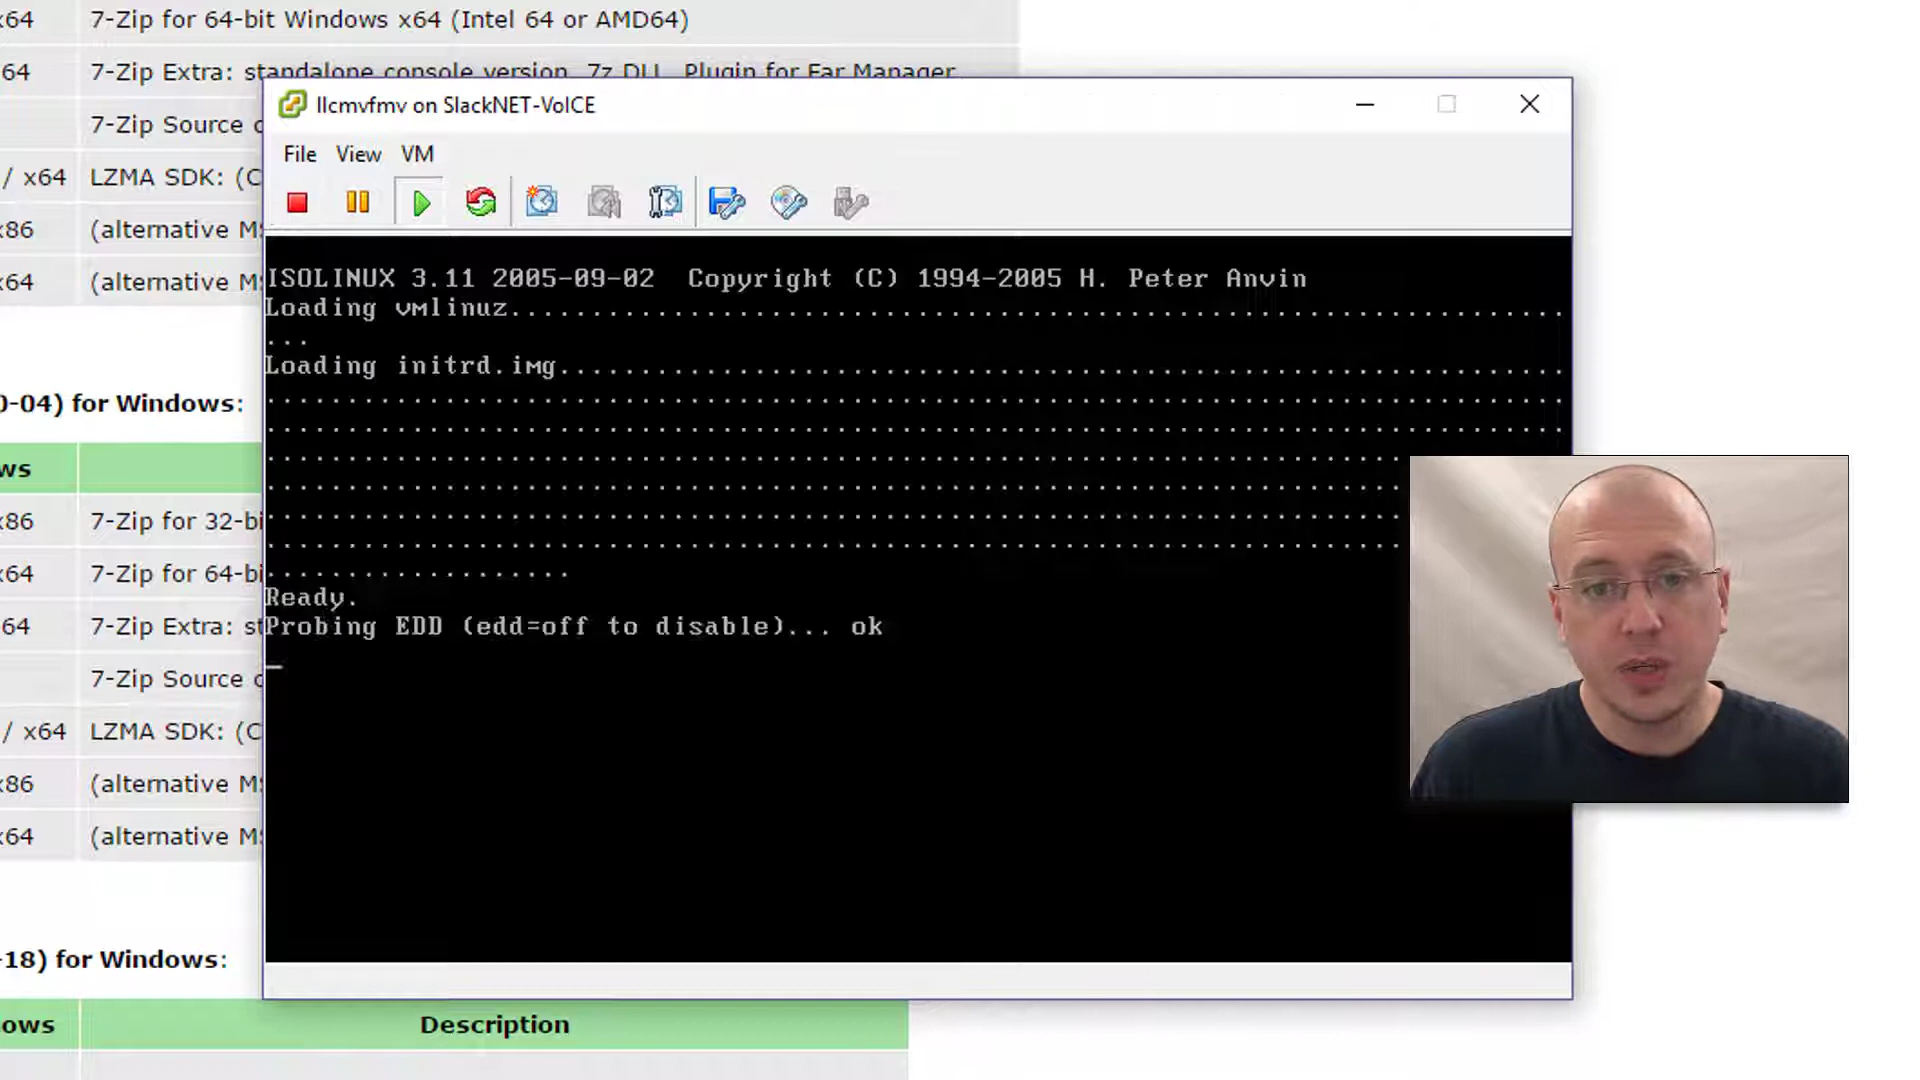 x64 7-Zip for 64-bit Windows x64 (Intel 64 or AMD64)
64 7-Zip Extra: standalone console version, 7z DLL, Plugin for Far Manager
7-Zip Source
/ x64 LZMA SDK: (C
x86 (alternative MS
x64 (alternative MS
0-04) for Windows:
ws
x86 7-Zip for 32-bi
x64 7-Zip for 64-bi
64 7-Zip Extra: st
7-Zip Source
/ x64 LZMA SDK: (C
x86 (alternative MS
x64 (alternative MS
-18) for Windows:
ows Description
llcmvfmv on SlackNET-VoICE
File View VM
ISOLINUX 3.11 2005-09-02 Copyright (C) 1994-2005 H. Peter Anvin
Loading vmlinuz.................................................................
...
Loading initrd.img..............................................................
................................................................................
................................................................................
......................................................................
......................................................................
......................................................................
......................................................................
...................
Ready.
Probing EDD (edd=off to disable)... ok
_